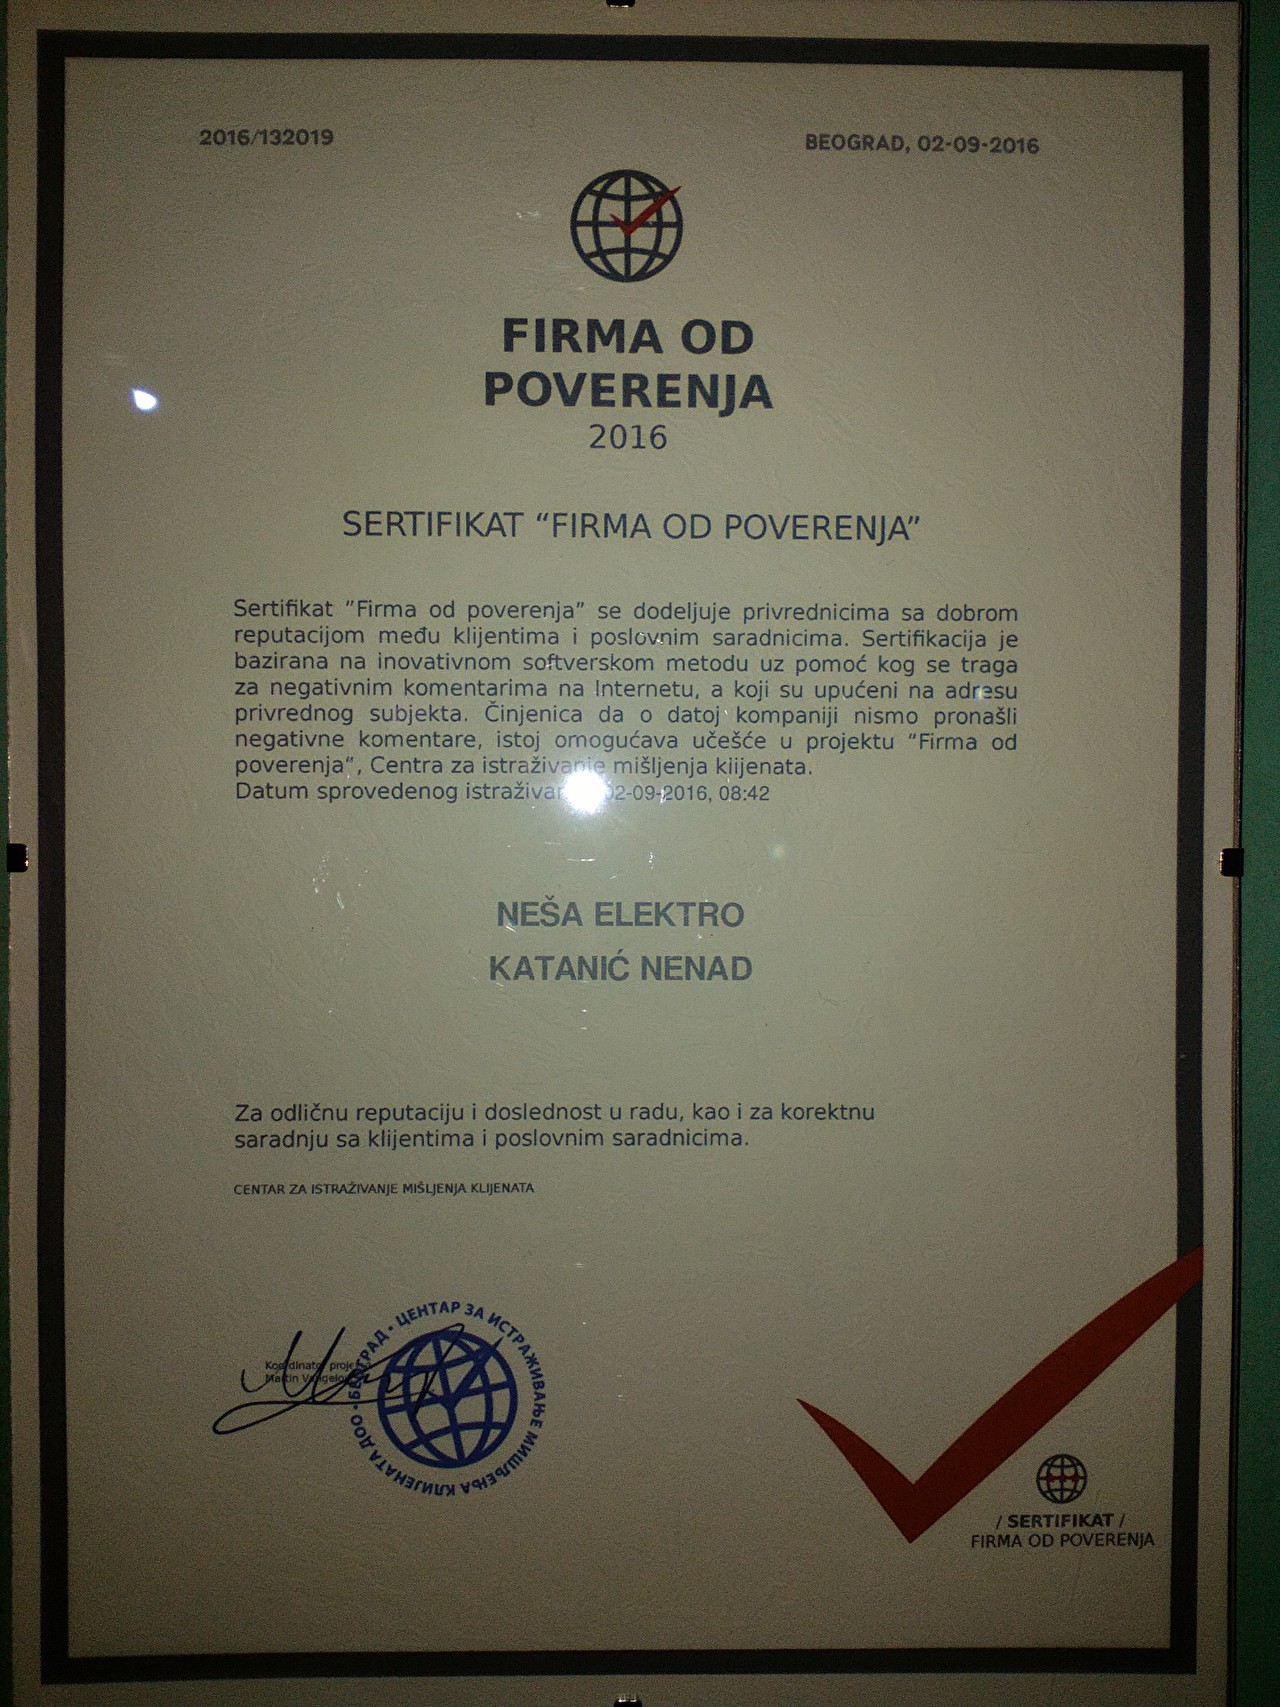 2016/132019
BEOGRAD, 02-09-2016
FIRMA OD
POVERENJA
2016
SERTIFIKAT “FIRMA OD POVERENJA”
Sertifikat ”Firma od poverenja” se dodeljuje privrednicima sa dobrom
reputacijom među klijentima i poslovnim saradnicima. Sertifikacija je
bazirana na inovativnom softverskom metodu uz pomoć kog se traga
za negativnim komentarima na Internetu, a koji su upućeni na adresu
privrednog subjekta. Činjenica da o datoj kompaniji nismo pronašli
negativne komentare, istoj omogućava učešće u projektu “Firma od
poverenja”, Centra za istraživanje mišljenja klijenata.
Datum sprovedenog 02-09-2016, 08:42
NEŠA ELEKTRO
KATANIĆ NENAD
Za odličnu reputaciju i doslednost u radu, kao i za korektnu
saradnju sa klijentima i poslovnim saradnicima.
CENTAR ZA ISTRAŽIVANJE MIŠLJENJA KLIJENATA
Koordinator
Martin
ЦЕНТАР ЗА ИСТРАЖИВАЊЕ МИШЉЕЊА КЛИЈЕНАТА ДОО • БЕОГРАД •
/ SERTIFIKAT /
FIRMA OD POVERENJA